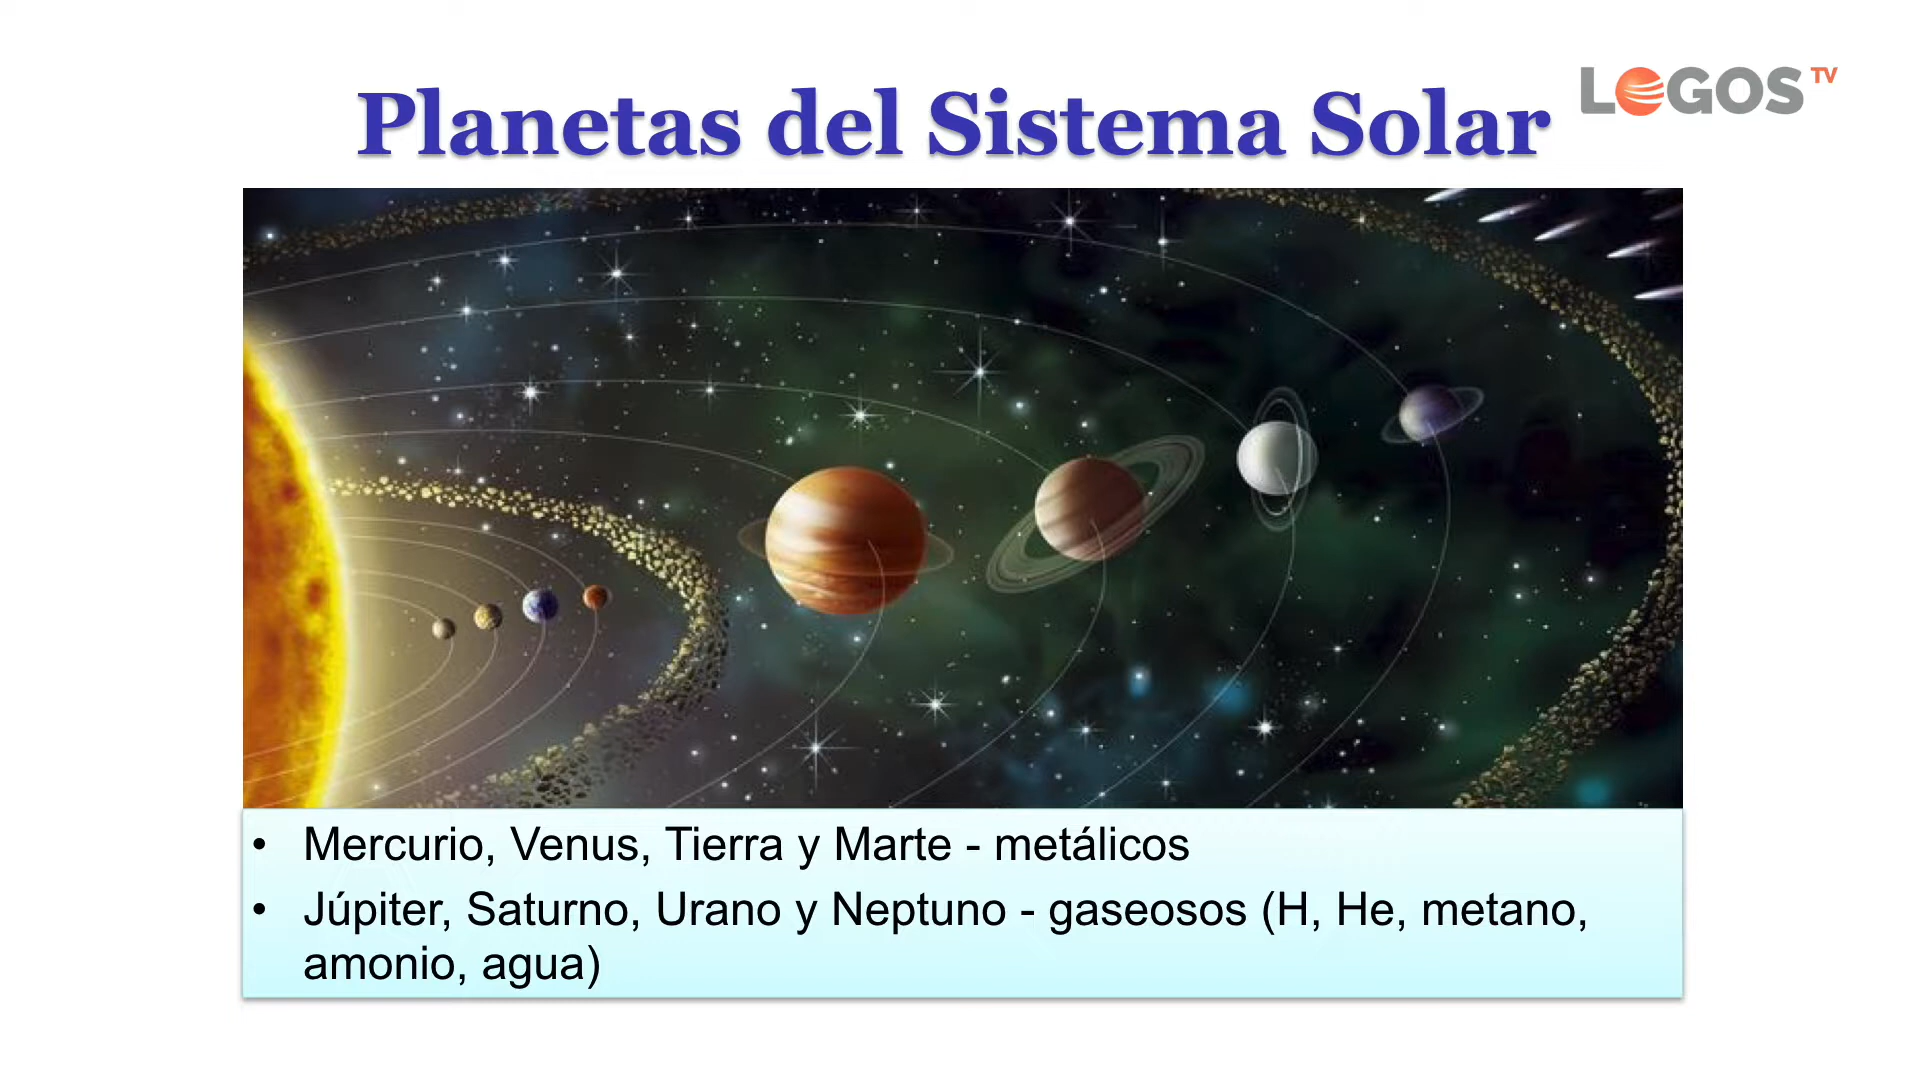 LOGOS TV
Planetas del Sistema Solar
• Mercurio, Venus, Tierra y Marte - metálicos
• Júpiter, Saturno, Urano y Neptuno - gaseosos (H, He, metano,
amonio, agua)